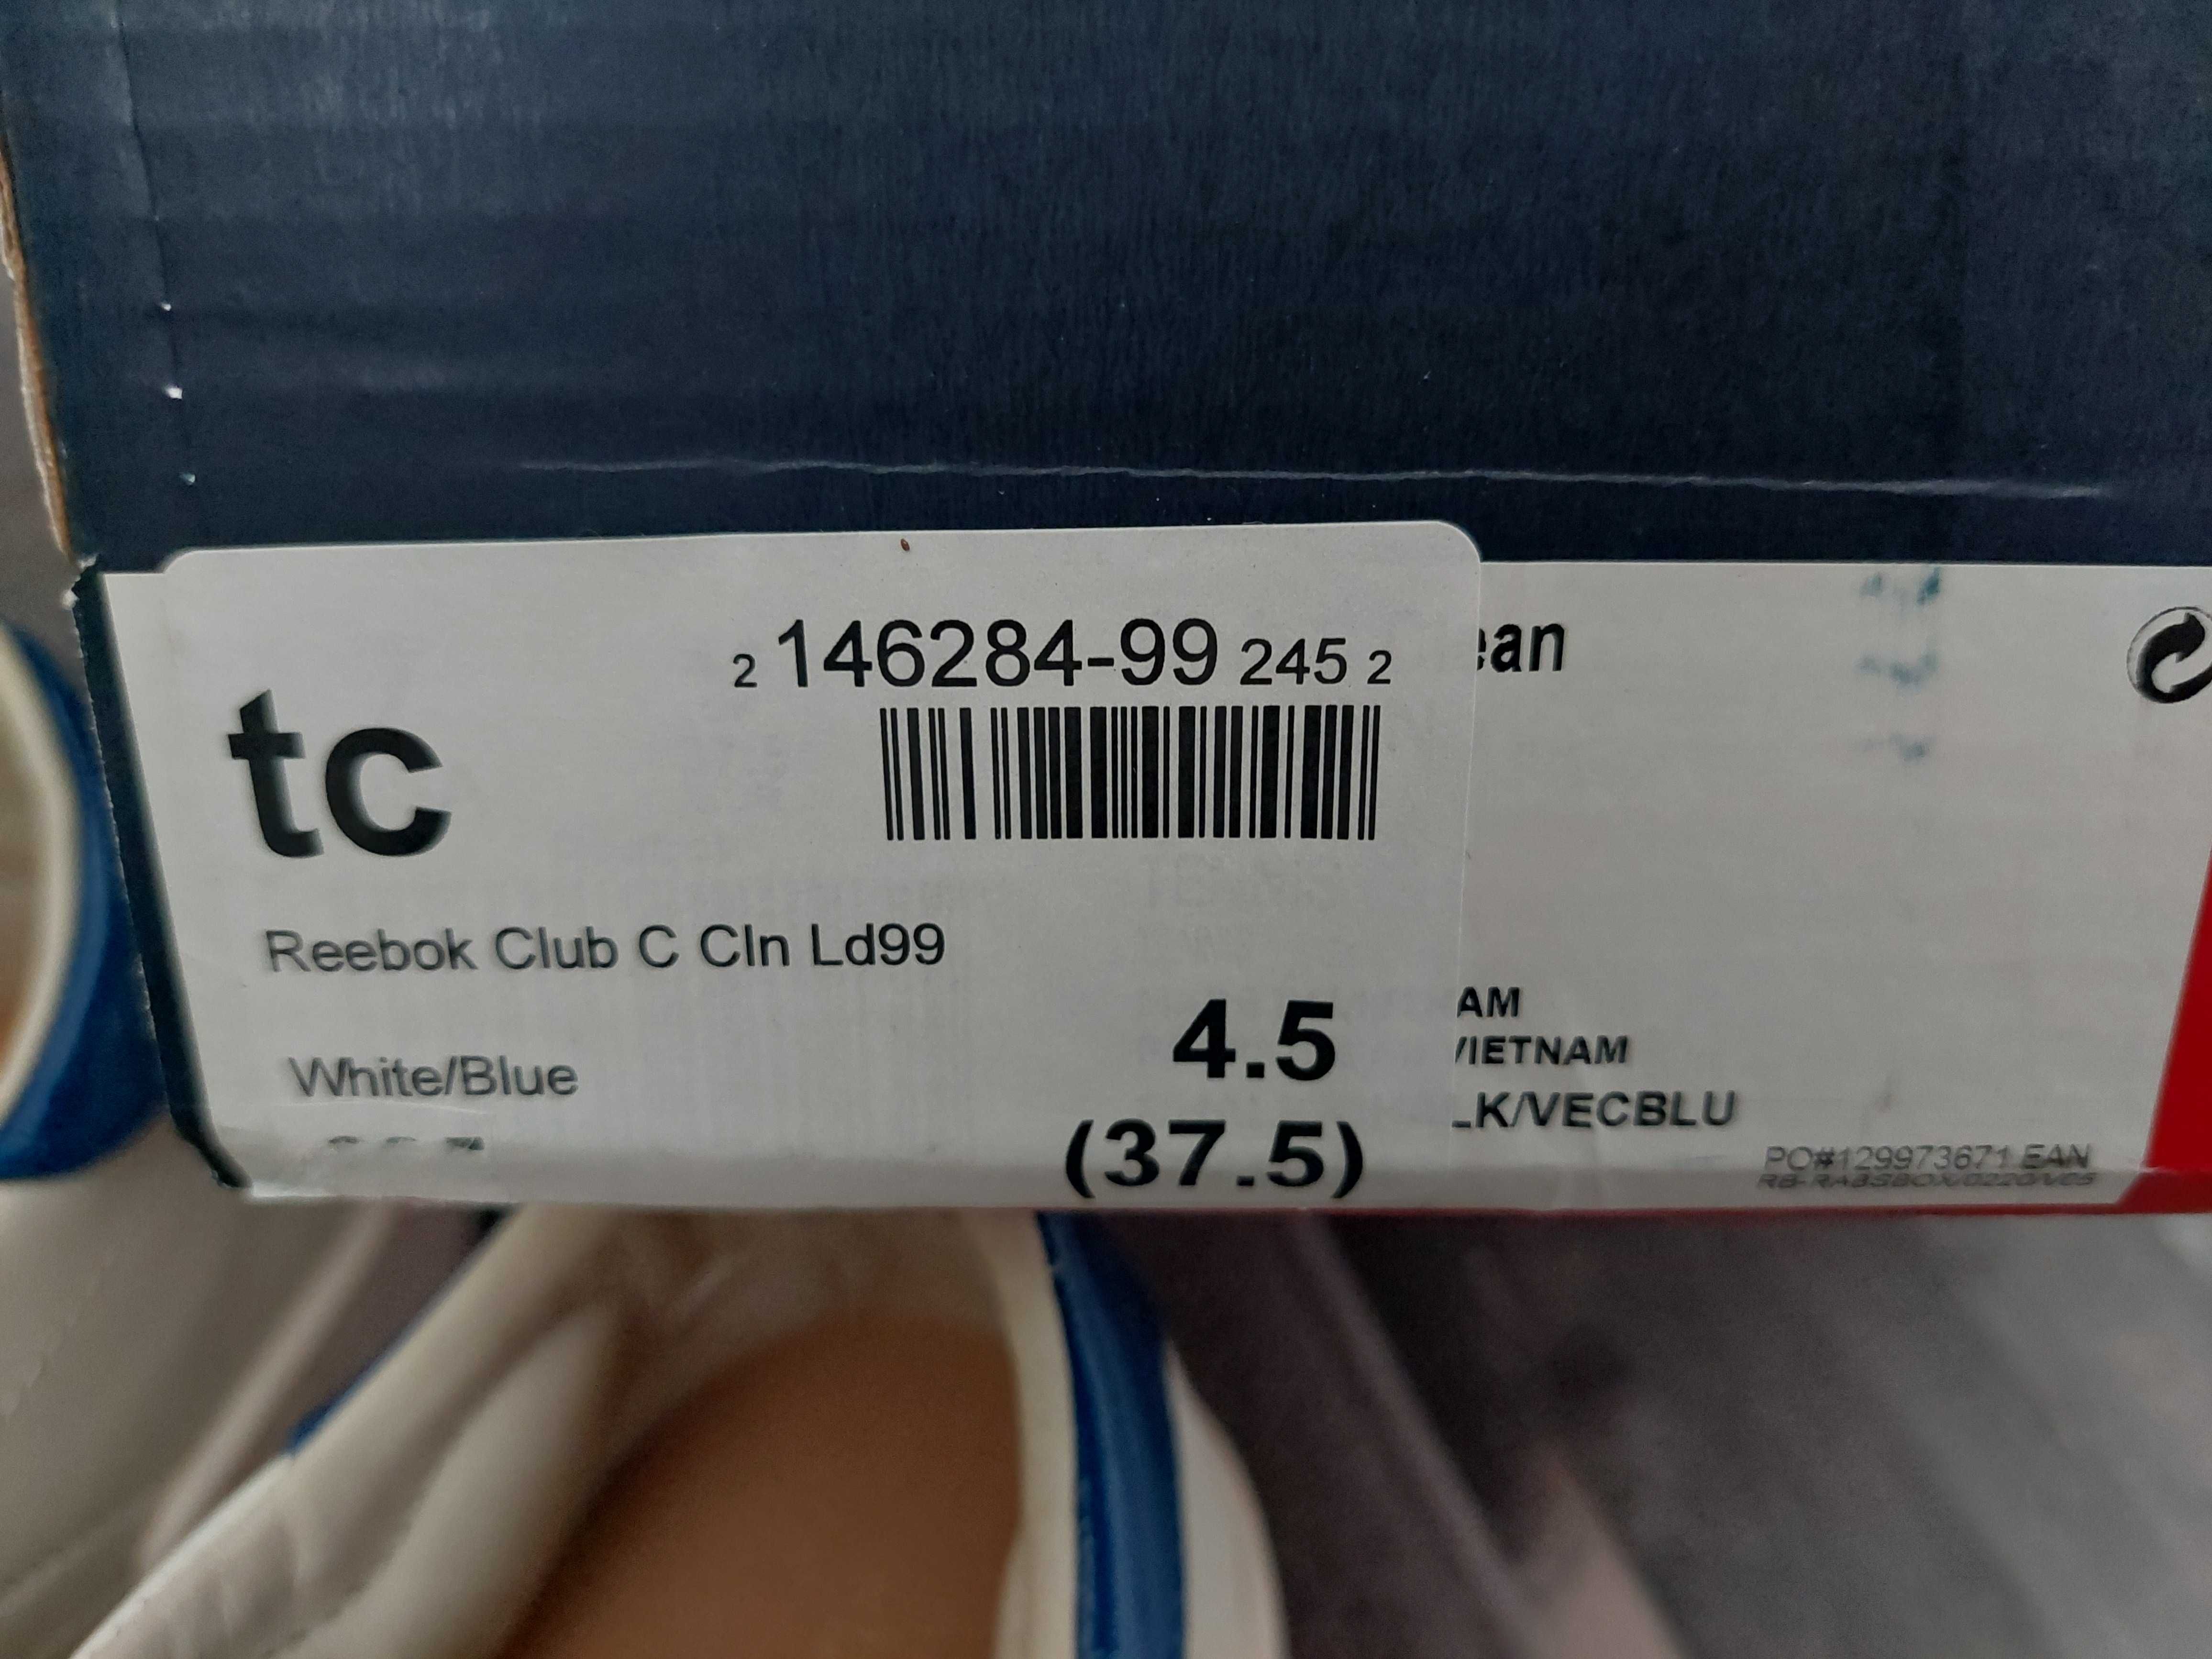 2 146284-99 245 2
tc
Reebok Club C Cln Ld99
White/Blue
4.5
(37.5)
ean
AM
VIETNAM
LK/VECBLU
PO#129973671 EAN